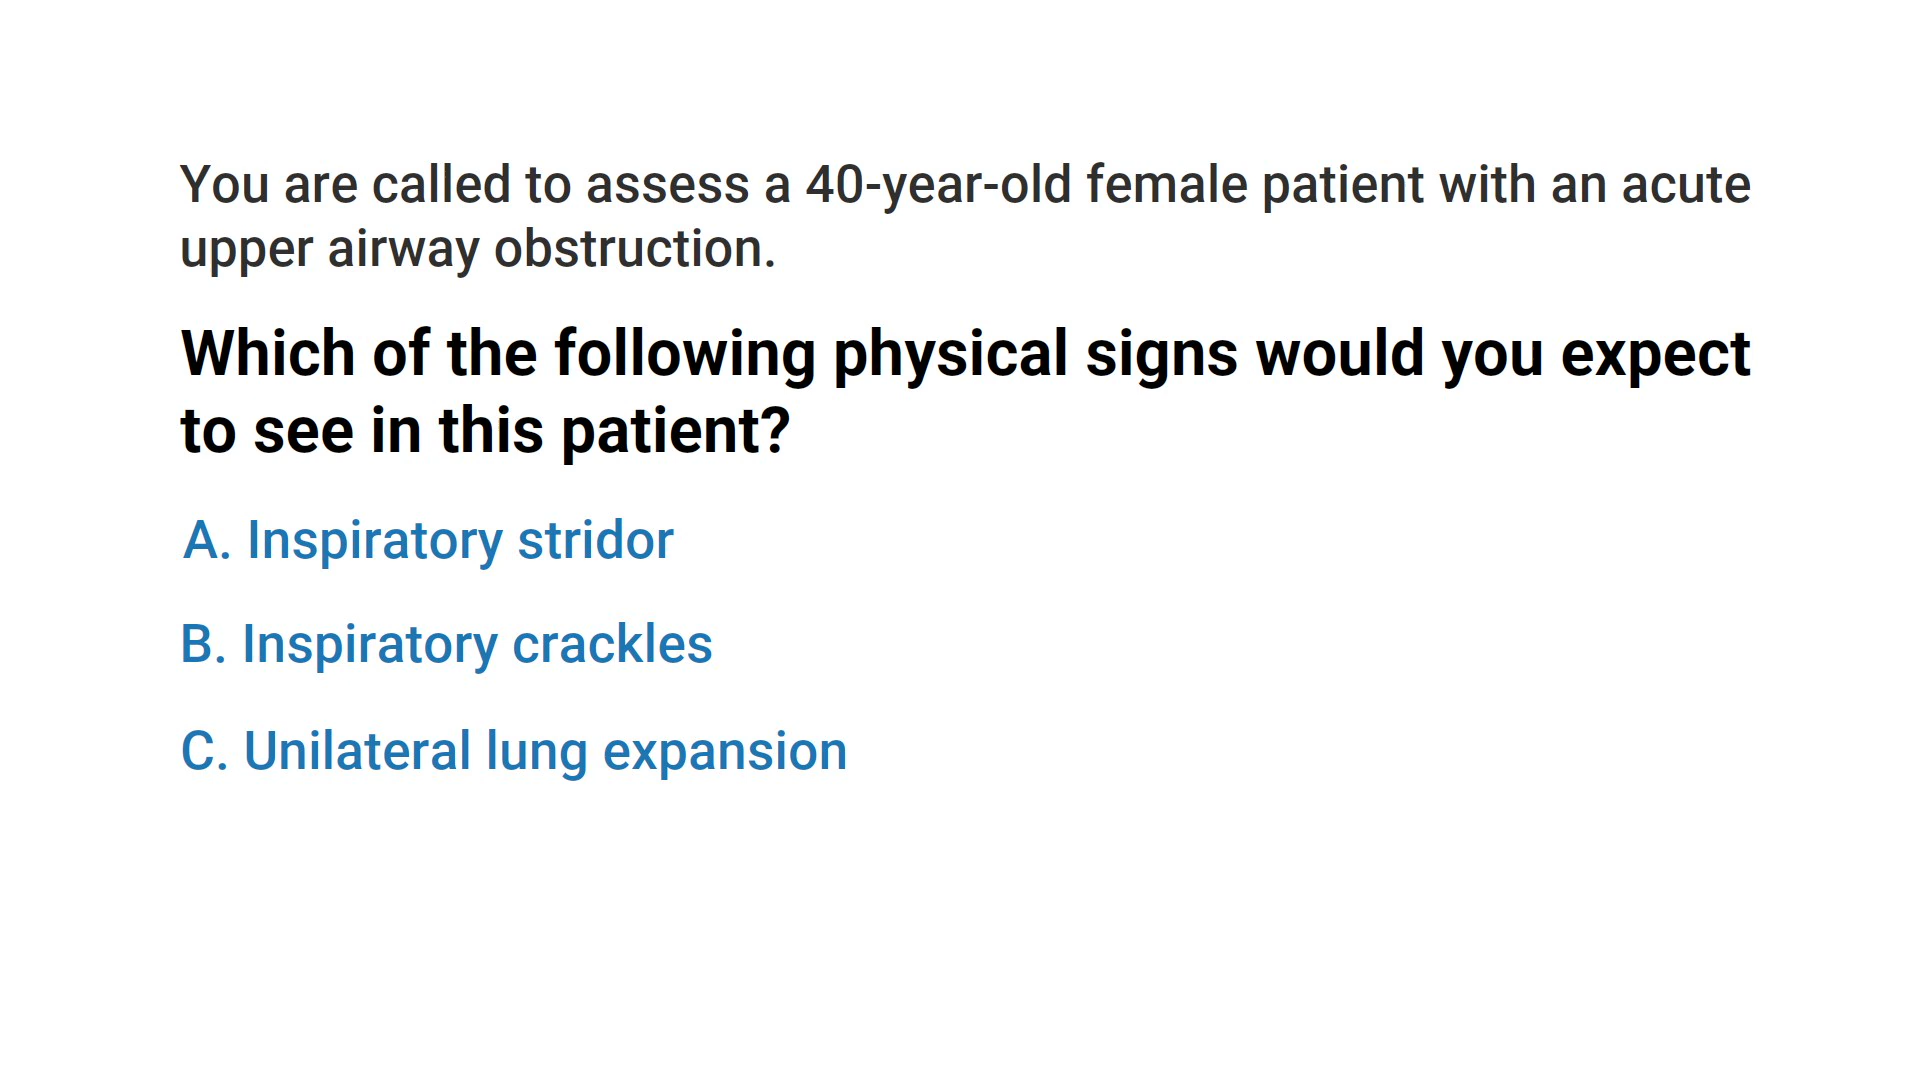 You are called to assess a 40-year-old female patient with an acute
upper airway obstruction.
Which of the following physical signs would you expect
to see in this patient?
A. Inspiratory stridor
B. Inspiratory crackles
C. Unilateral lung expansion